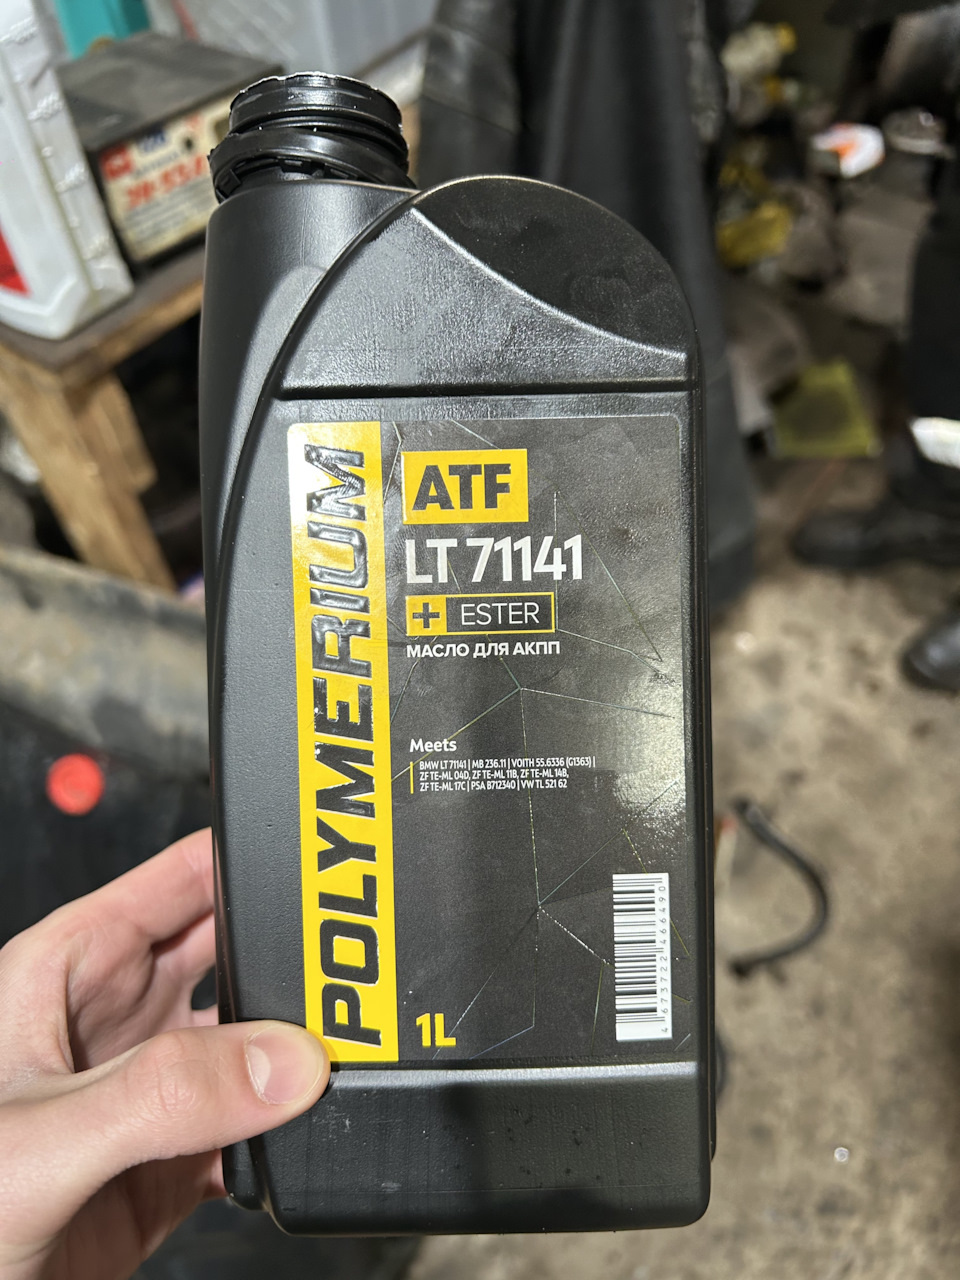 POLYMERIUM
ATF
LT 71141
+ ESTER
МАСЛО ДЛЯ АКПП
Meets
BMW LT 71141 | MB 236.11 | VOITH 55.6336 (G1363) |
ZF TE-ML 04D, ZF TE-ML 11B, ZF TE-ML 14B,
ZF TE-ML 17C | PSA B712340 | VW TL 521 62
1L
4673722466490